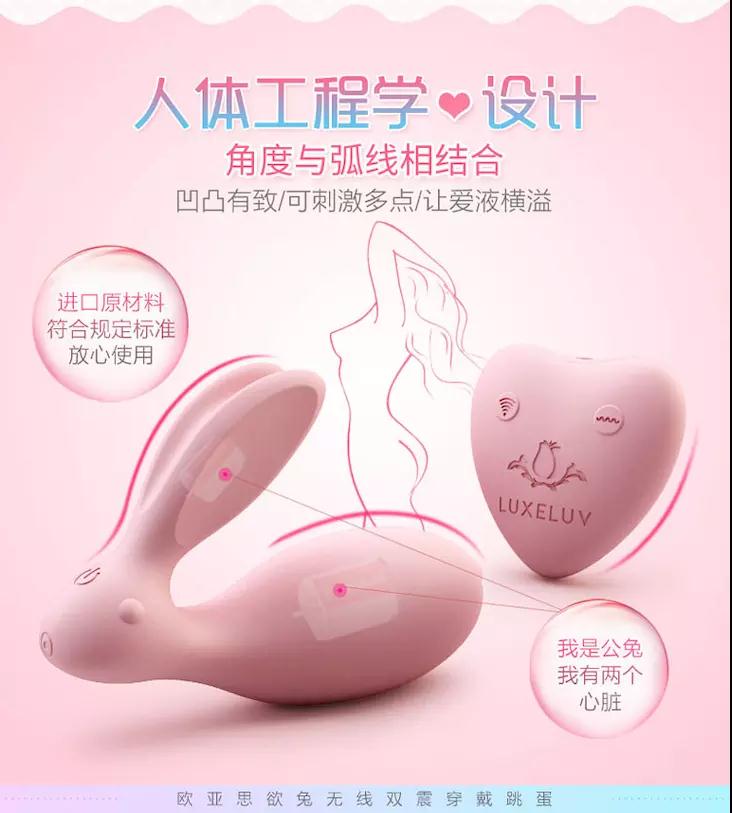 人体工程学❤设计
角度与弧线相结合
凹凸有致/可刺激多点/让爱液横溢
进口原材料
符合规定标准
放心使用
LUXELUV
我是公兔
我有两个
心脏
欧亚思欲兔无线双震穿戴跳蛋